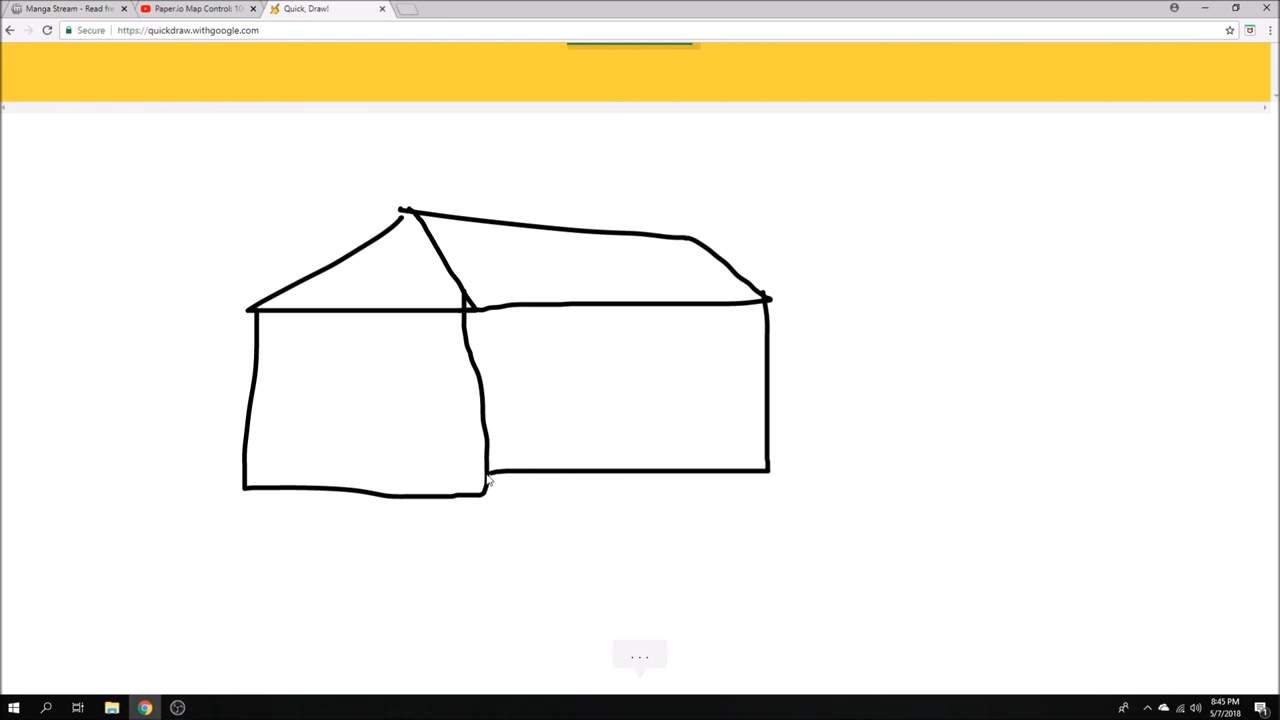 Manga Stream - Read fre
Paper.io Map Control: 10
Quick, Draw!
Secure
https://quickdraw.withgoogle.com
. . .
8:45 PM
5/7/2018
1